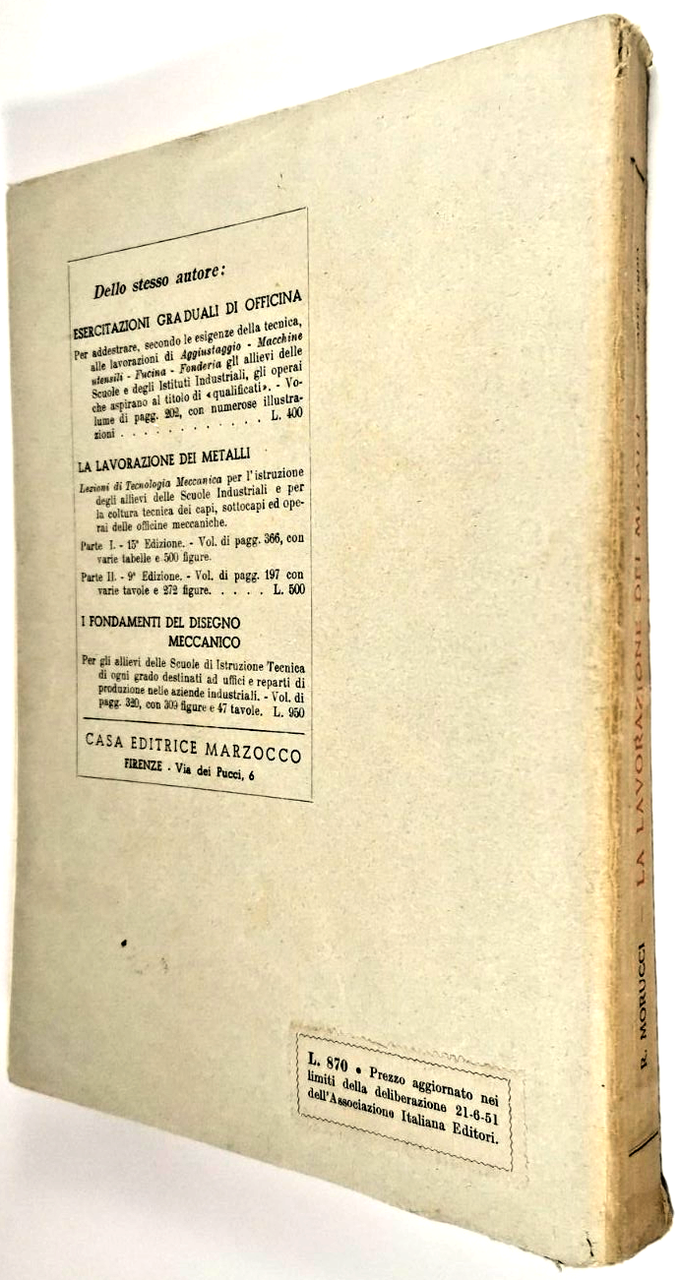 Dello stesso autore:
ESERCITAZIONI GRADUALI DI OFFICINA
Per addestrare, secondo le esigenze della tecnica,
alle lavorazioni di Aggiustaggio - Macchine
utensili - Fucina - Fonderia gli allievi delle
Scuole e degli Istituti Industriali, gli operai
che aspirano al titolo di «qualificati». - Vo-
lume di pagg. 202, con numerose illustra-
zioni . . . . . . . . . . . . L. 400
LA LAVORAZIONE DEI METALLI
Lezioni di Tecnologia Meccanica per l'istruzione
degli allievi delle Scuole Industriali e per
la coltura tecnica dei capi, sottocapi ed ope-
rai delle officine meccaniche.
Parte I. - 15ª Edizione. - Vol. di pagg. 366, con
varie tabelle e 500 figure.
Parte II. - 9ª Edizione. - Vol. di pagg. 197 con
varie tavole e 272 figure. . . . . . L. 500
I FONDAMENTI DEL DISEGNO
MECCANICO
Per gli allievi delle Scuole di Istruzione Tecnica
di ogni grado destinati ad uffici e reparti di
produzione nelle aziende industriali. - Vol. di
pagg. 320, con 309 figure e 47 tavole. L. 950
CASA EDITRICE MARZOCCO
FIRENZE - Via dei Pucci, 6
L. 870 • Prezzo aggiornato nei
limiti della deliberazione 21-6-51
dell'Associazione Italiana Editori.
R. MORUCCI - LA LAVORAZIONE DEI METALLI